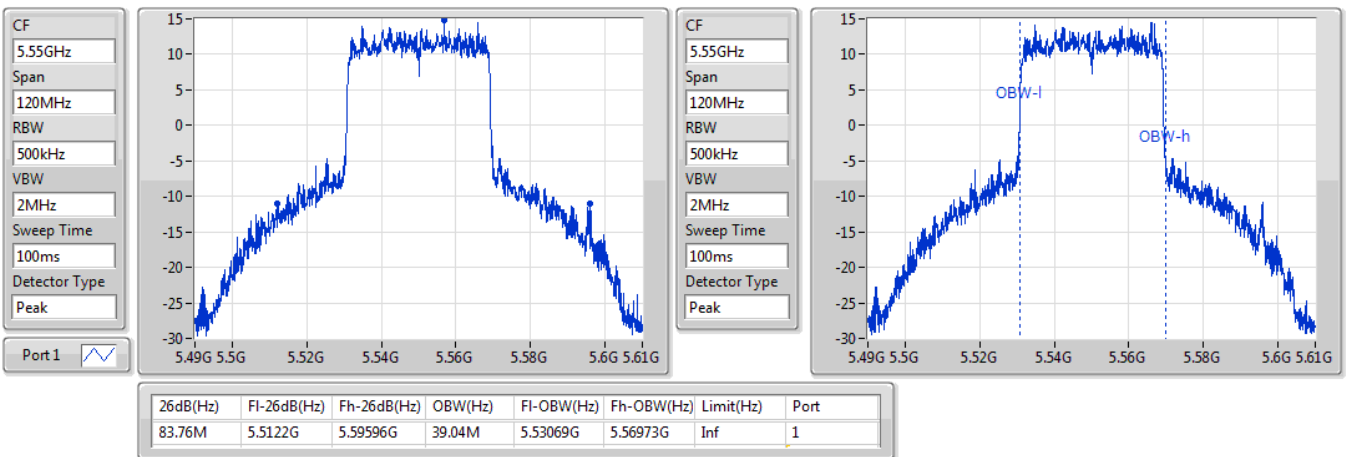 CF
5.55GHz
Span
120MHz
RBW
500kHz
VBW
2MHz
Sweep Time
100ms
Detector Type
Peak
Port 1
15
10
5
0
-5
-10
-15
-20
-25
-30
5.49G 5.5G 5.52G 5.54G 5.56G 5.58G 5.6G 5.61G
CF
5.55GHz
Span
120MHz
RBW
500kHz
VBW
2MHz
Sweep Time
100ms
Detector Type
Peak
15
10
5
0
-5
-10
-15
-20
-25
-30
OBW-l
OBW-h
5.49G 5.5G 5.52G 5.54G 5.56G 5.58G 5.6G 5.61G
26dB(Hz) Fl-26dB(Hz) Fh-26dB(Hz) OBW(Hz) Fl-OBW(Hz) Fh-OBW(Hz) Limit(Hz) Port
83.76M 5.5122G 5.59596G 39.04M 5.53069G 5.56973G Inf 1